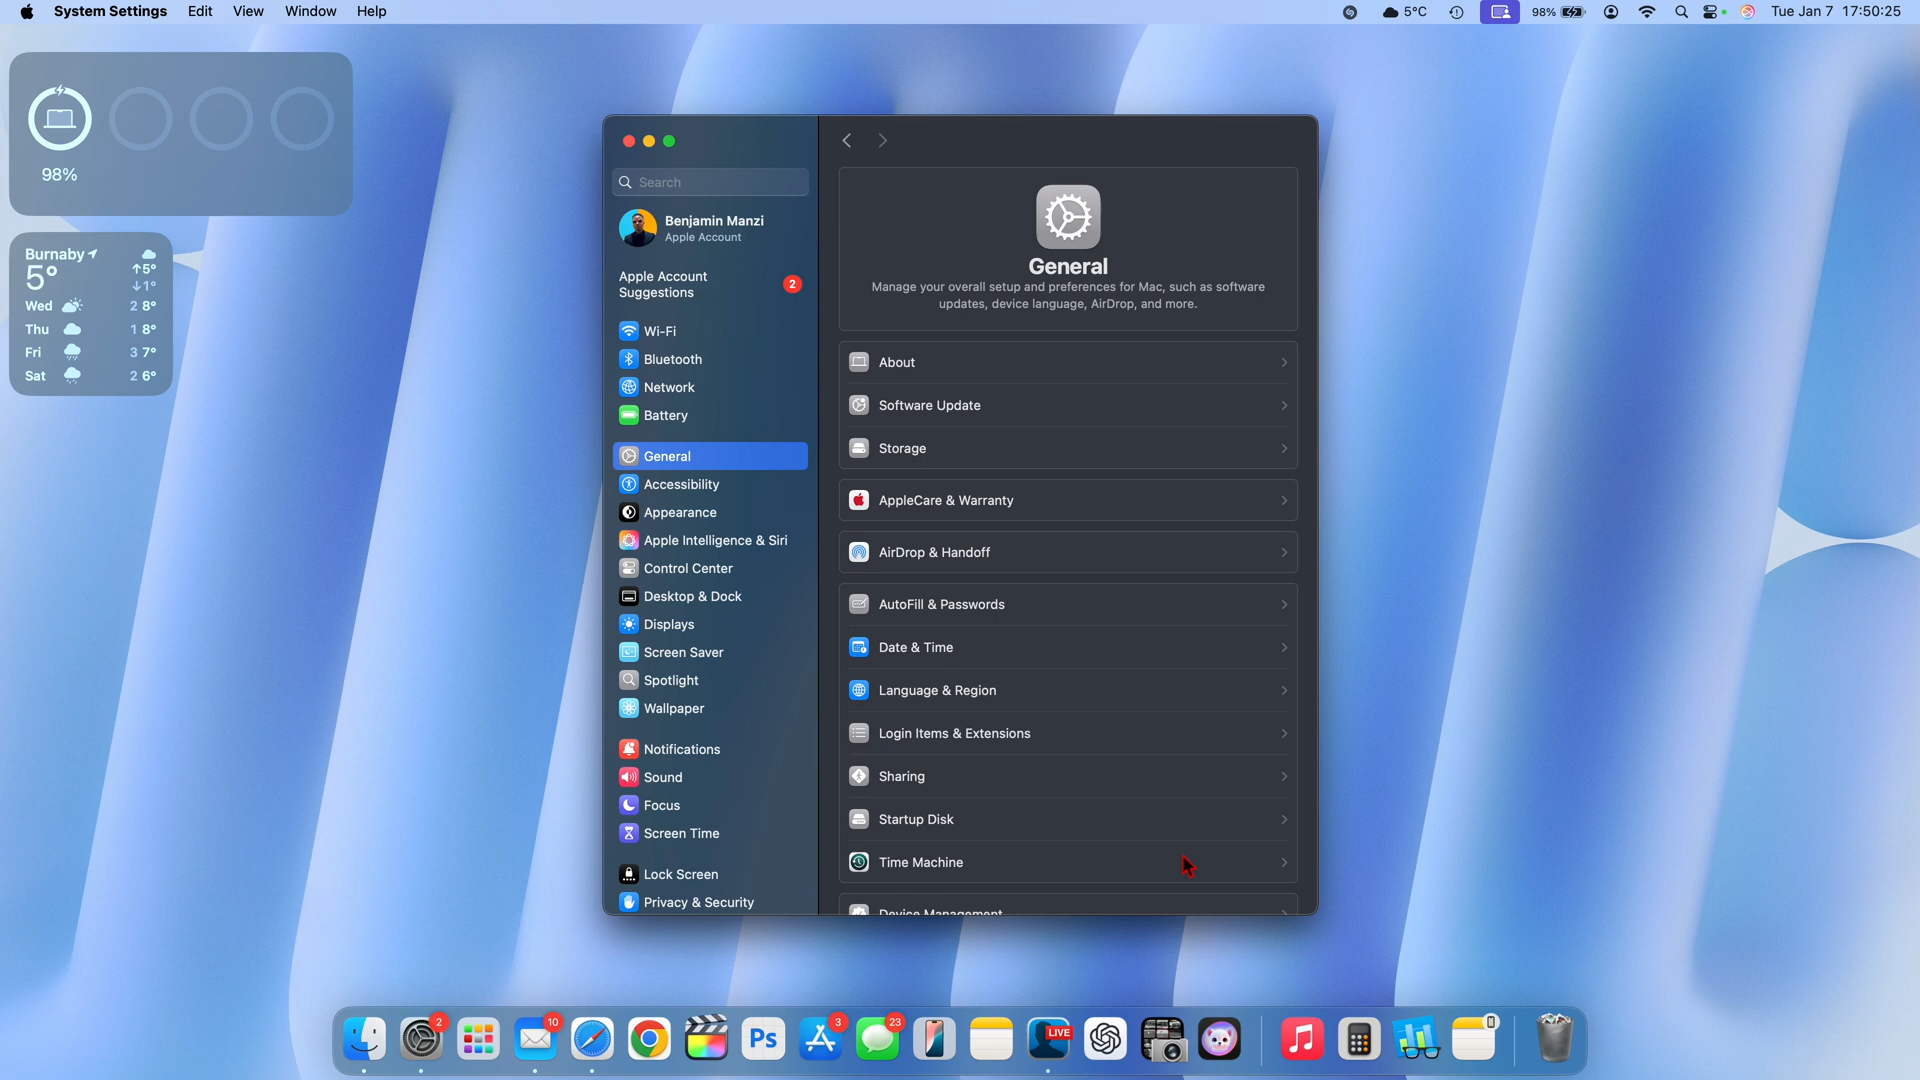 System Settings Edit View Window Help
5°C 98% Tue Jan 7 17:50:25
98%
Burnaby
5° ↑5°
↓1°
Wed 2 8°
Thu 1 8°
Fri 3 7°
Sat 2 6°
Search
Benjamin Manzi
Apple Account
Apple Account
Suggestions
2
Wi-Fi
Bluetooth
Network
Battery
General
Accessibility
Appearance
Apple Intelligence & Siri
Control Center
Desktop & Dock
Displays
Screen Saver
Spotlight
Wallpaper
Notifications
Sound
Focus
Screen Time
Lock Screen
Privacy & Security
General
Manage your overall setup and preferences for Mac, such as software
updates, device language, AirDrop, and more.
About
Software Update
Storage
AppleCare & Warranty
AirDrop & Handoff
AutoFill & Passwords
Date & Time
Language & Region
Login Items & Extensions
Sharing
Startup Disk
Time Machine
Device Management
2 10 3 23
Ps LIVE